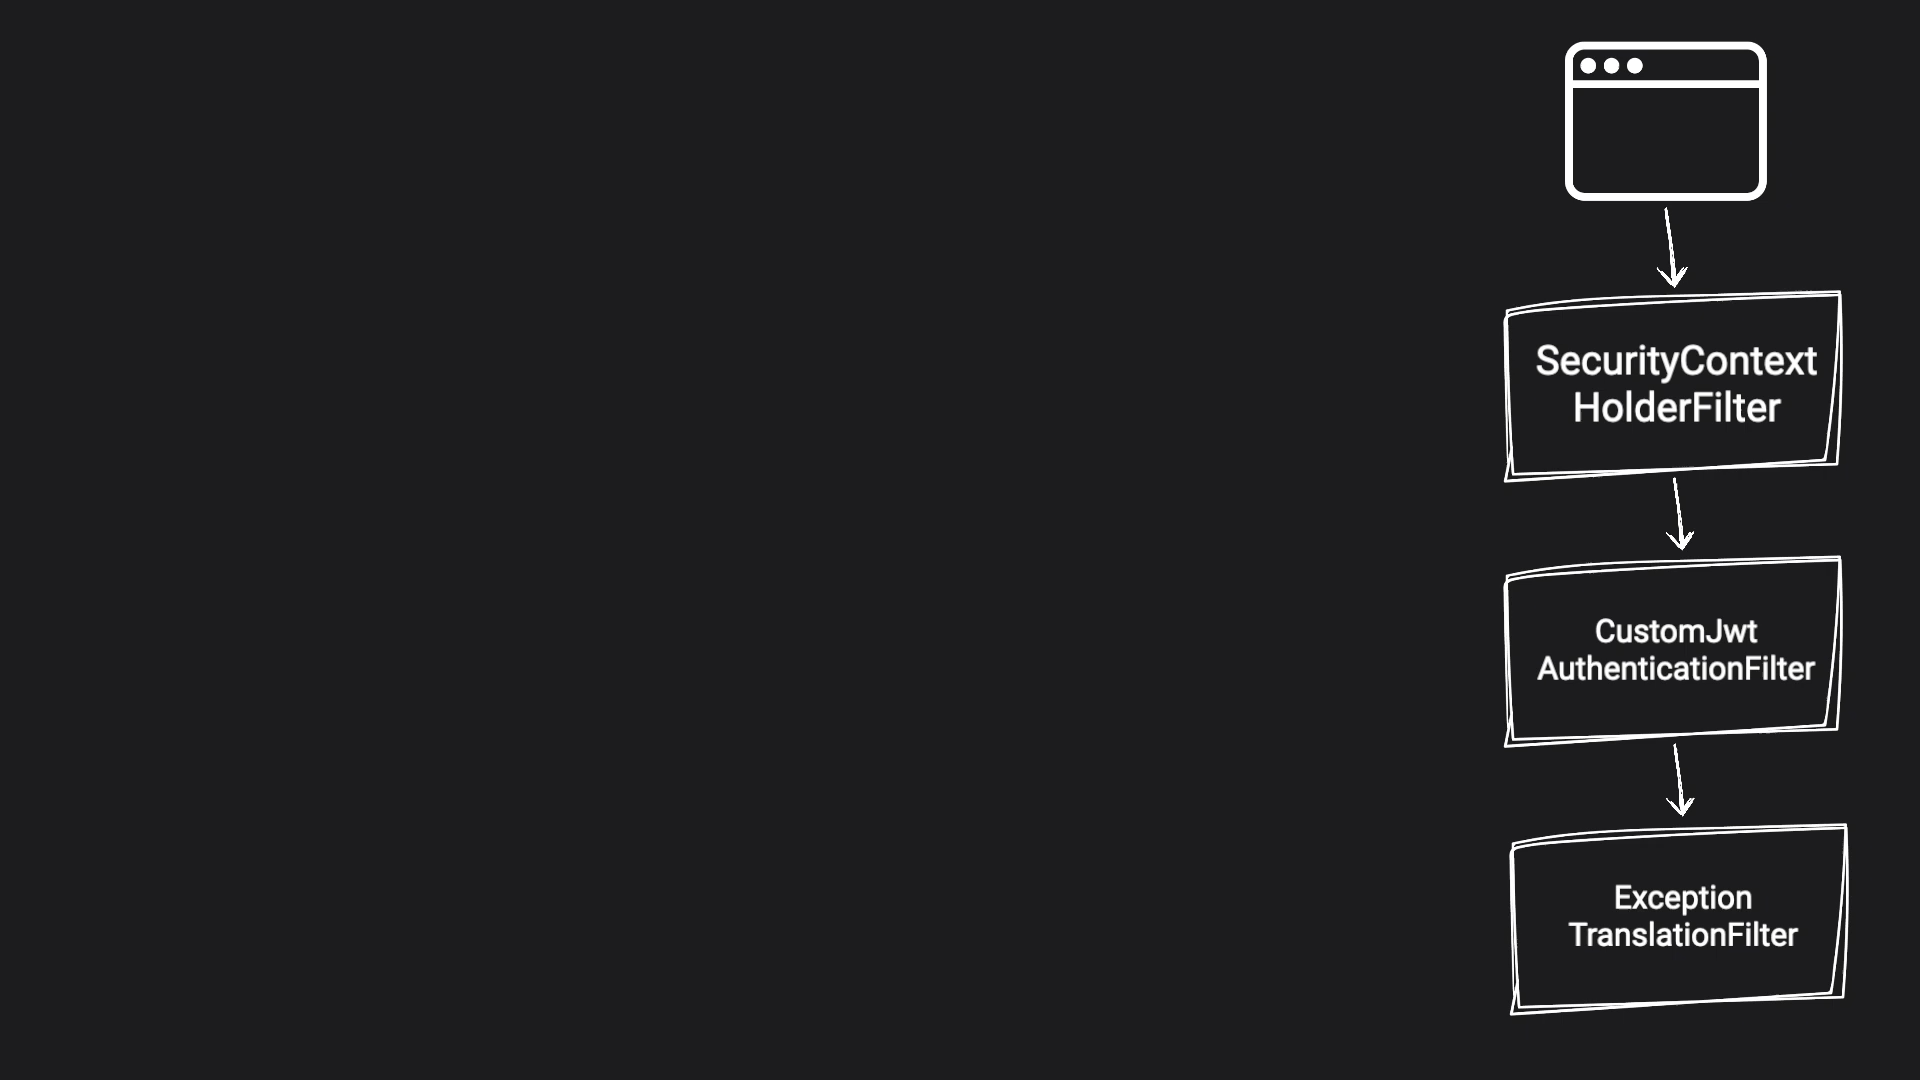 SecurityContext
HolderFilter
CustomJwt
AuthenticationFilter
Exception
TranslationFilter